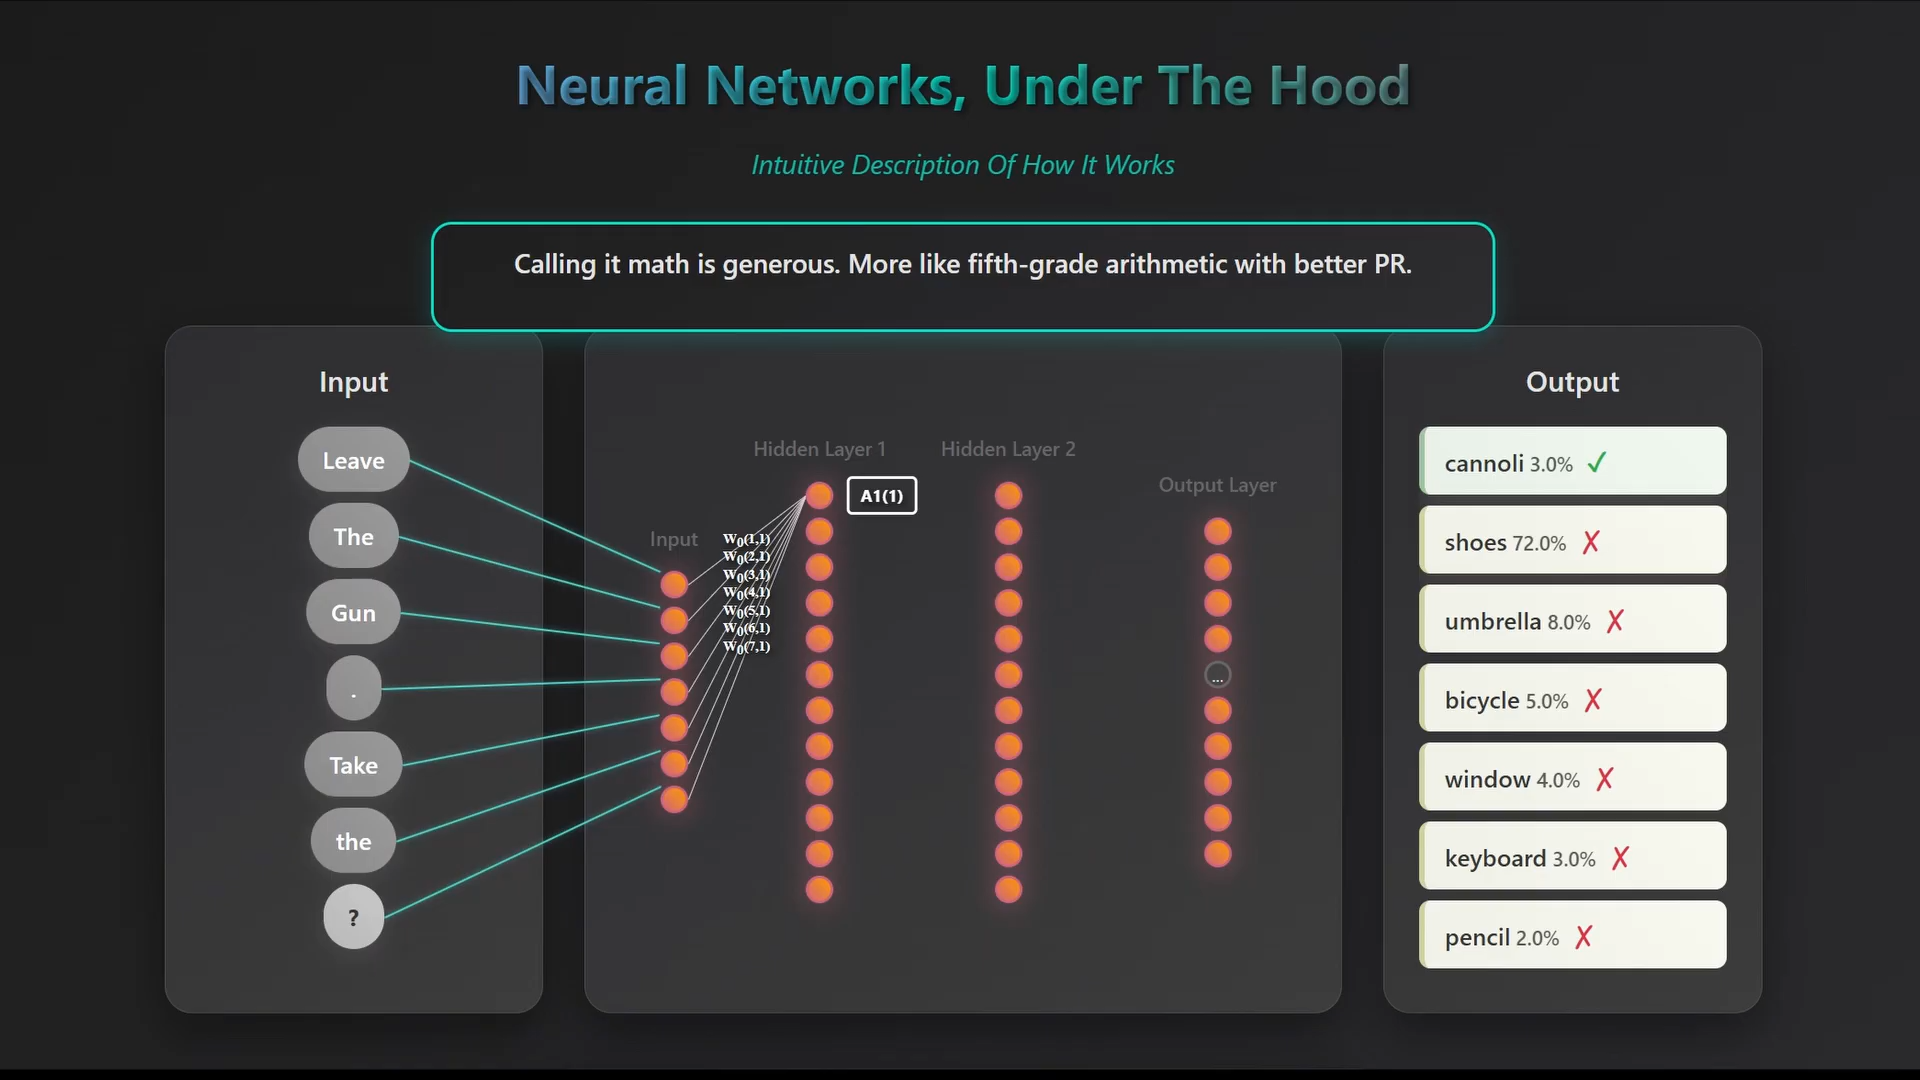 Neural Networks, Under The Hood
Intuitive Description Of How It Works
Calling it math is generous. More like fifth-grade arithmetic with better PR.
Input
Leave
The
Gun
.
Take
the
?
Input
W0(1,1)
W0(2,1)
W0(3,1)
W0(4,1)
W0(5,1)
W0(6,1)
W0(7,1)
Hidden Layer 1
A1(1)
Hidden Layer 2
Output Layer
...
Output
cannoli 3.0% ✓
shoes 72.0% ✗
umbrella 8.0% ✗
bicycle 5.0% ✗
window 4.0% ✗
keyboard 3.0% ✗
pencil 2.0% ✗